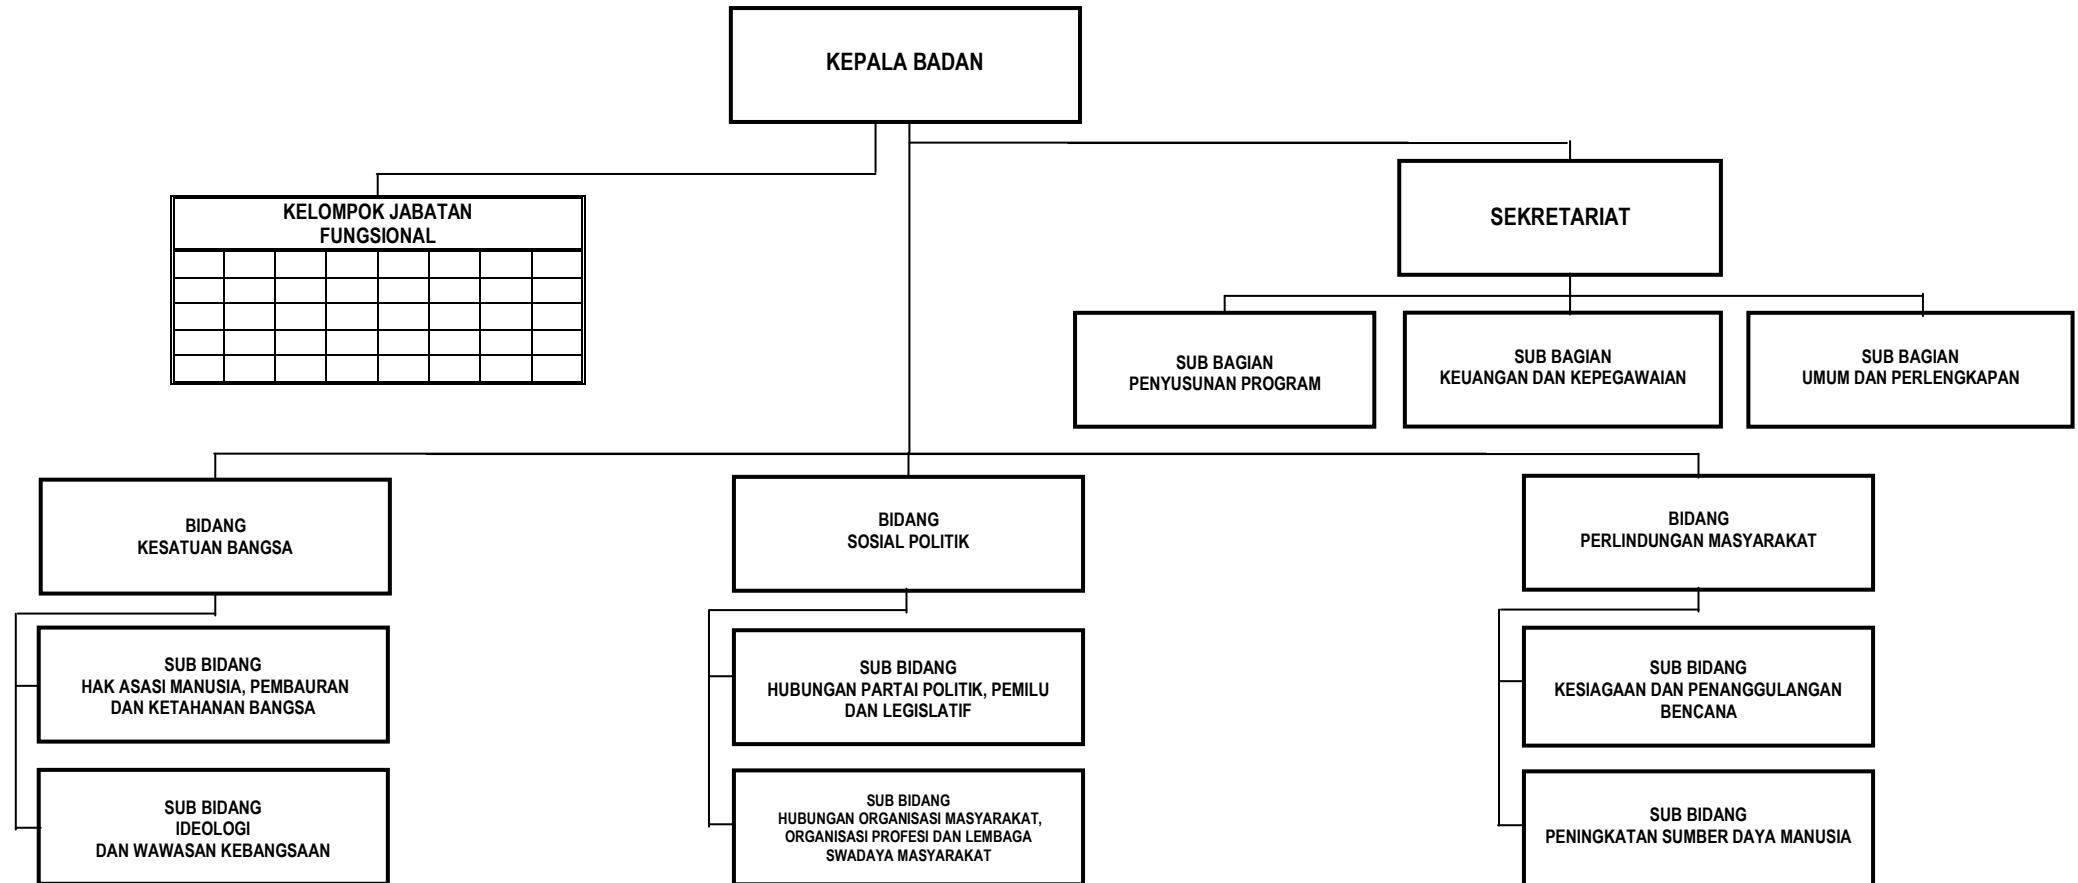 KEPALA BADAN
KELOMPOK JABATAN
FUNGSIONAL
SEKRETARIAT
SUB BAGIAN
PENYUSUNAN PROGRAM
SUB BAGIAN
KEUANGAN DAN KEPEGAWAIAN
SUB BAGIAN
UMUM DAN PERLENGKAPAN
BIDANG
KESATUAN BANGSA
BIDANG
SOSIAL POLITIK
BIDANG
PERLINDUNGAN MASYARAKAT
SUB BIDANG
HAK ASASI MANUSIA, PEMBAURAN
DAN KETAHANAN BANGSA
SUB BIDANG
HUBUNGAN PARTAI POLITIK, PEMILU
DAN LEGISLATIF
SUB BIDANG
KESIAGAAN DAN PENANGGULANGAN
BENCANA
SUB BIDANG
IDEOLOGI
DAN WAWASAN KEBANGSAAN
SUB BIDANG
HUBUNGAN ORGANISASI MASYARAKAT,
ORGANISASI PROFESI DAN LEMBAGA
SWADAYA MASYARAKAT
SUB BIDANG
PENINGKATAN SUMBER DAYA MANUSIA